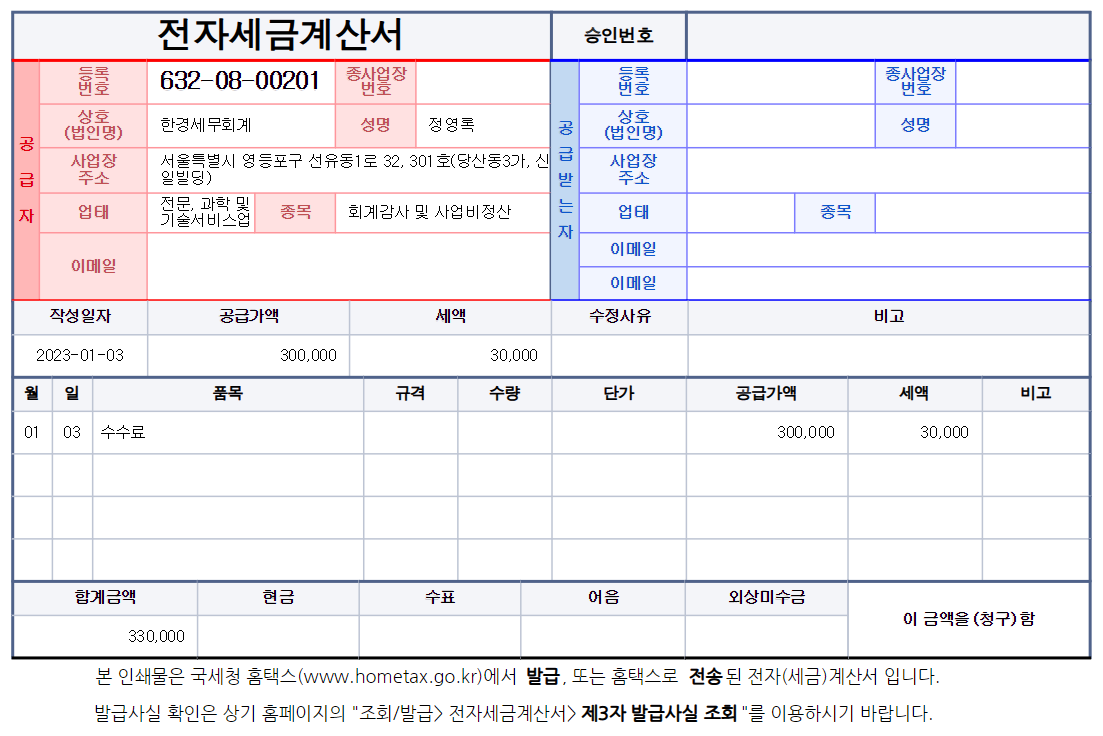 전자세금계산서 승인번호
공급자
등록
번호 632-08-00201 종사업장
번호
상호
(법인명) 한경세무회계 성명 정영록
사업장
주소 서울특별시 영등포구 선유동1로 32, 301호(당산동3가, 신
일빌딩)
업태 전문, 과학 및
기술서비스업 종목 회계감사 및 사업비정산
이메일
공급받는자
등록
번호 종사업장
번호
상호
(법인명) 성명
사업장
주소
업태 종목
이메일
이메일
작성일자 공급가액 세액 수정사유 비고
2023-01-03 300,000 30,000
월 일 품목 규격 수량 단가 공급가액 세액 비고
01 03 수수료 300,000 30,000
합계금액 현금 수표 어음 외상미수금 이 금액을 (청구) 함
330,000
본 인쇄물은 국세청 홈택스(www.hometax.go.kr)에서 발급, 또는 홈택스로 전송된 전자(세금)계산서 입니다.
발급사실 확인은 상기 홈페이지의 "조회/발급> 전자세금계산서> 제3자 발급사실 조회"를 이용하시기 바랍니다.